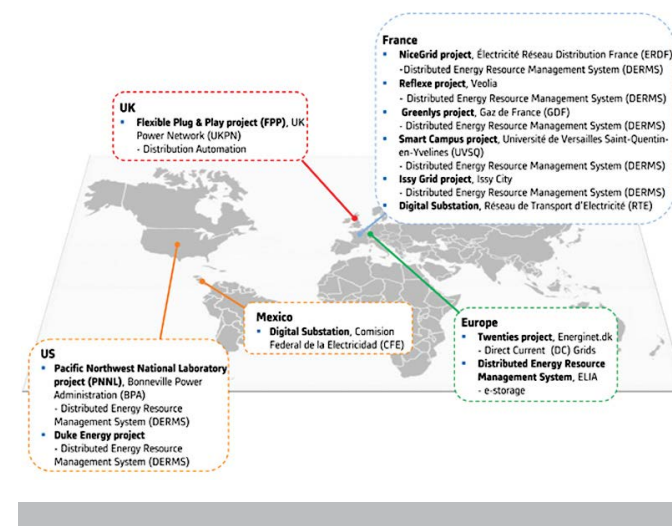 France
▪ NiceGrid project, Électricité Réseau Distribution France (ERDF)
-Distributed Energy Resource Management System (DERMS)
▪ Reflexe project, Veolia
- Distributed Energy Resource Management System (DERMS)
▪ Greenlys project, Gaz de France (GDF)
- Distributed Energy Resource Management System (DERMS)
▪ Smart Campus project, Université de Versailles Saint-Quentin-
en-Yvelines (UVSQ)
- Distributed Energy Resource Management System (DERMS)
▪ Issy Grid project, Issy City
- Distributed Energy Resource Management System (DERMS)
▪ Digital Substation, Réseau de Transport d'Electricité (RTE)
UK
▪ Flexible Plug & Play project (FPP), UK
Power Network (UKPN)
- Distribution Automation
Mexico
▪ Digital Substation, Comision
Federal de la Electricidad (CFE)
Europe
▪ Twenties project, Energinet.dk
- Direct Current (DC) Grids
▪ Distributed Energy Resource
Management System, ELIA
- e-storage
US
▪ Pacific Northwest National Laboratory
project (PNNL), Bonneville Power
Administration (BPA)
- Distributed Energy Resource
Management System (DERMS)
▪ Duke Energy project
- Distributed Energy Resource
Management System (DERMS)